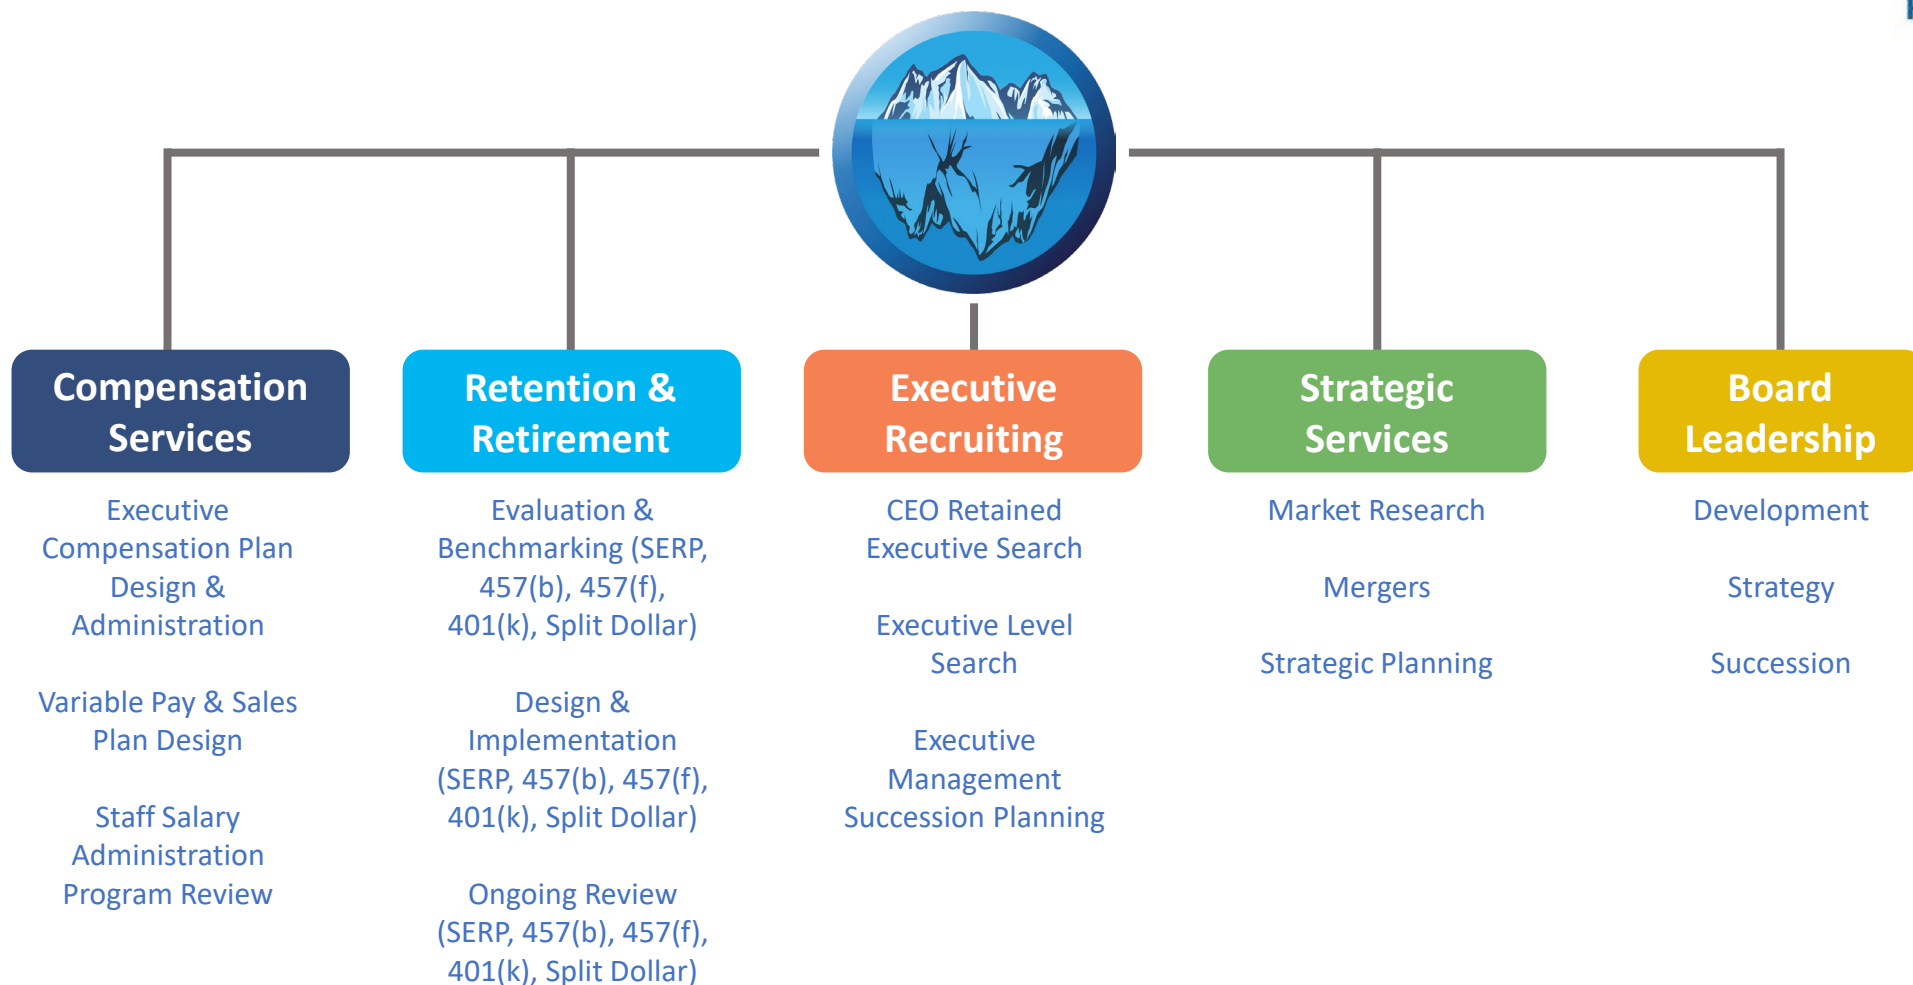 Compensation
Services
Executive
Compensation Plan
Design &
Administration
Variable Pay & Sales
Plan Design
Staff Salary
Administration
Program Review
Retention &
Retirement
Evaluation &
Benchmarking (SERP,
457(b), 457(f),
401(k), Split Dollar)
Design &
Implementation
(SERP, 457(b), 457(f),
401(k), Split Dollar)
Ongoing Review
(SERP, 457(b), 457(f),
401(k), Split Dollar)
Executive
Recruiting
CEO Retained
Executive Search
Executive Level
Search
Executive
Management
Succession Planning
Strategic
Services
Market Research
Mergers
Strategic Planning
Board
Leadership
Development
Strategy
Succession